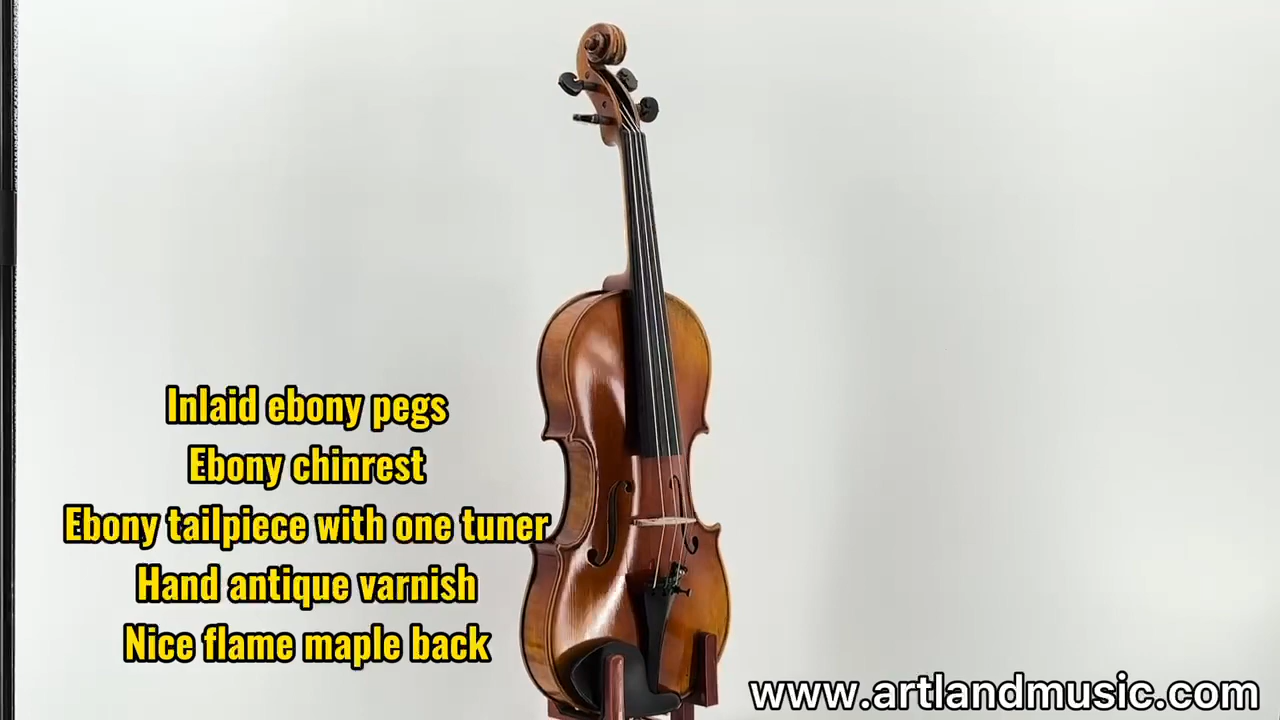 Inlaid ebony pegs
Ebony chinrest
Ebony tailpiece with one tuner
Hand antique varnish
Nice flame maple back
www.artlandmusic.com